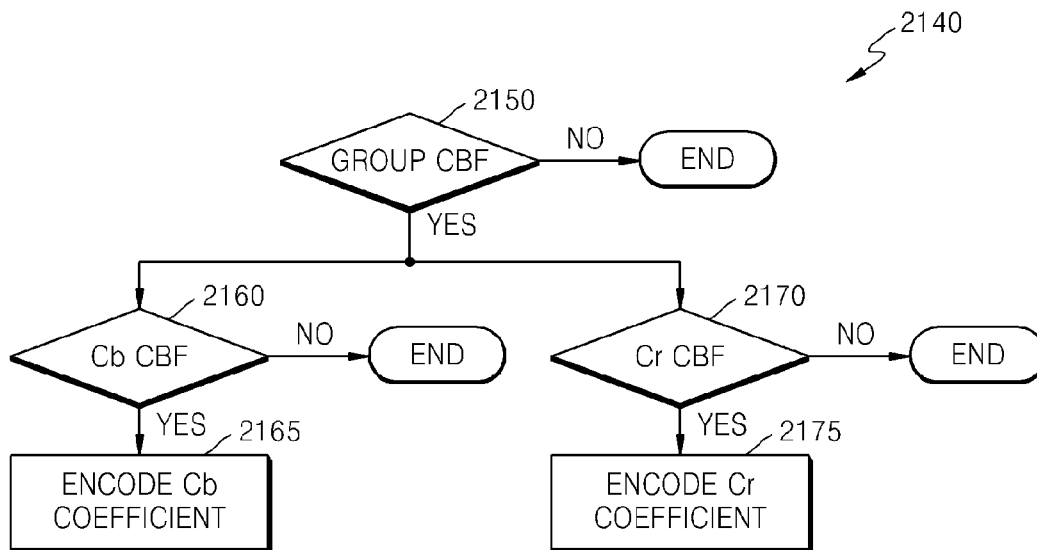 2140
2150
GROUP CBF
NO
END
YES
2160
2170
Cb CBF
NO
END
Cr CBF
NO
END
YES
2165
YES
2175
ENCODE Cb
COEFFICIENT
ENCODE Cr
COEFFICIENT